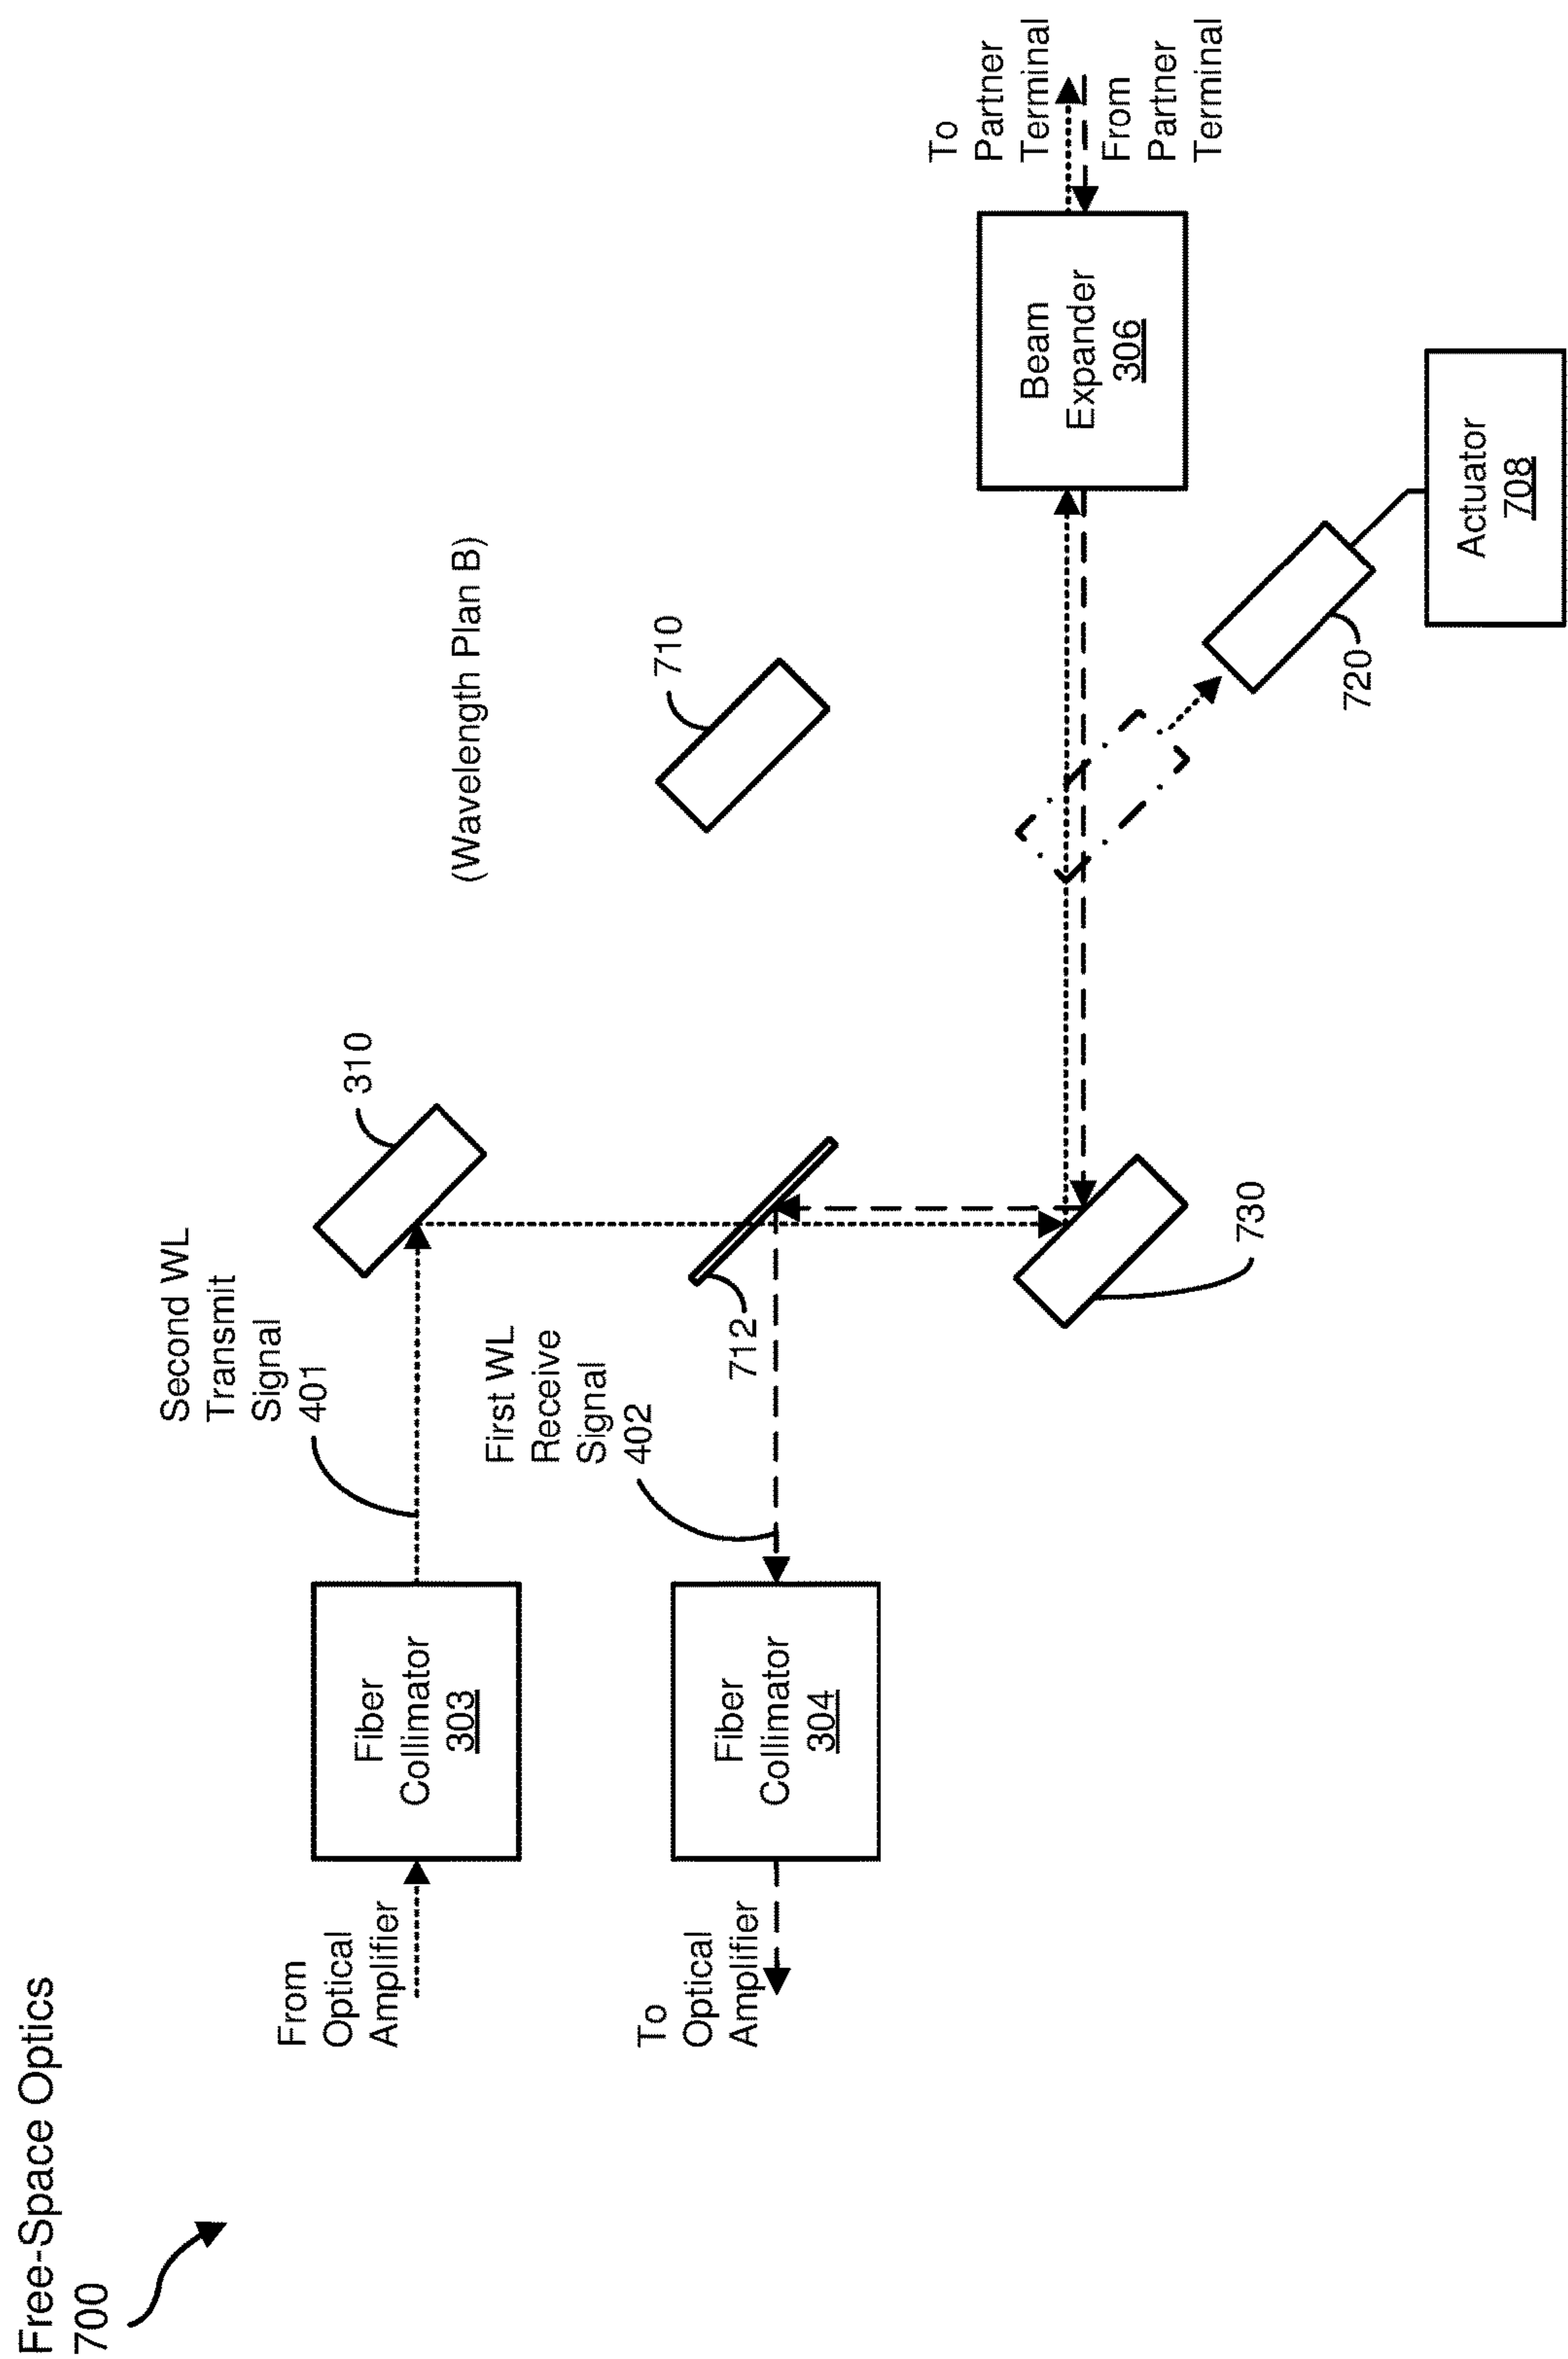 Free-Space Optics
700
(Wavelength Plan B)
Second WL
Transmit
Signal
401
310
710
From
Optical
Amplifier
Fiber
Collimator
303
First WL
Receive
Signal
402
712
To
Optical
Amplifier
Fiber
Collimator
304
730
Beam
Expander
306
To
Partner
Terminal
From
Partner
Terminal
720
Actuator
708